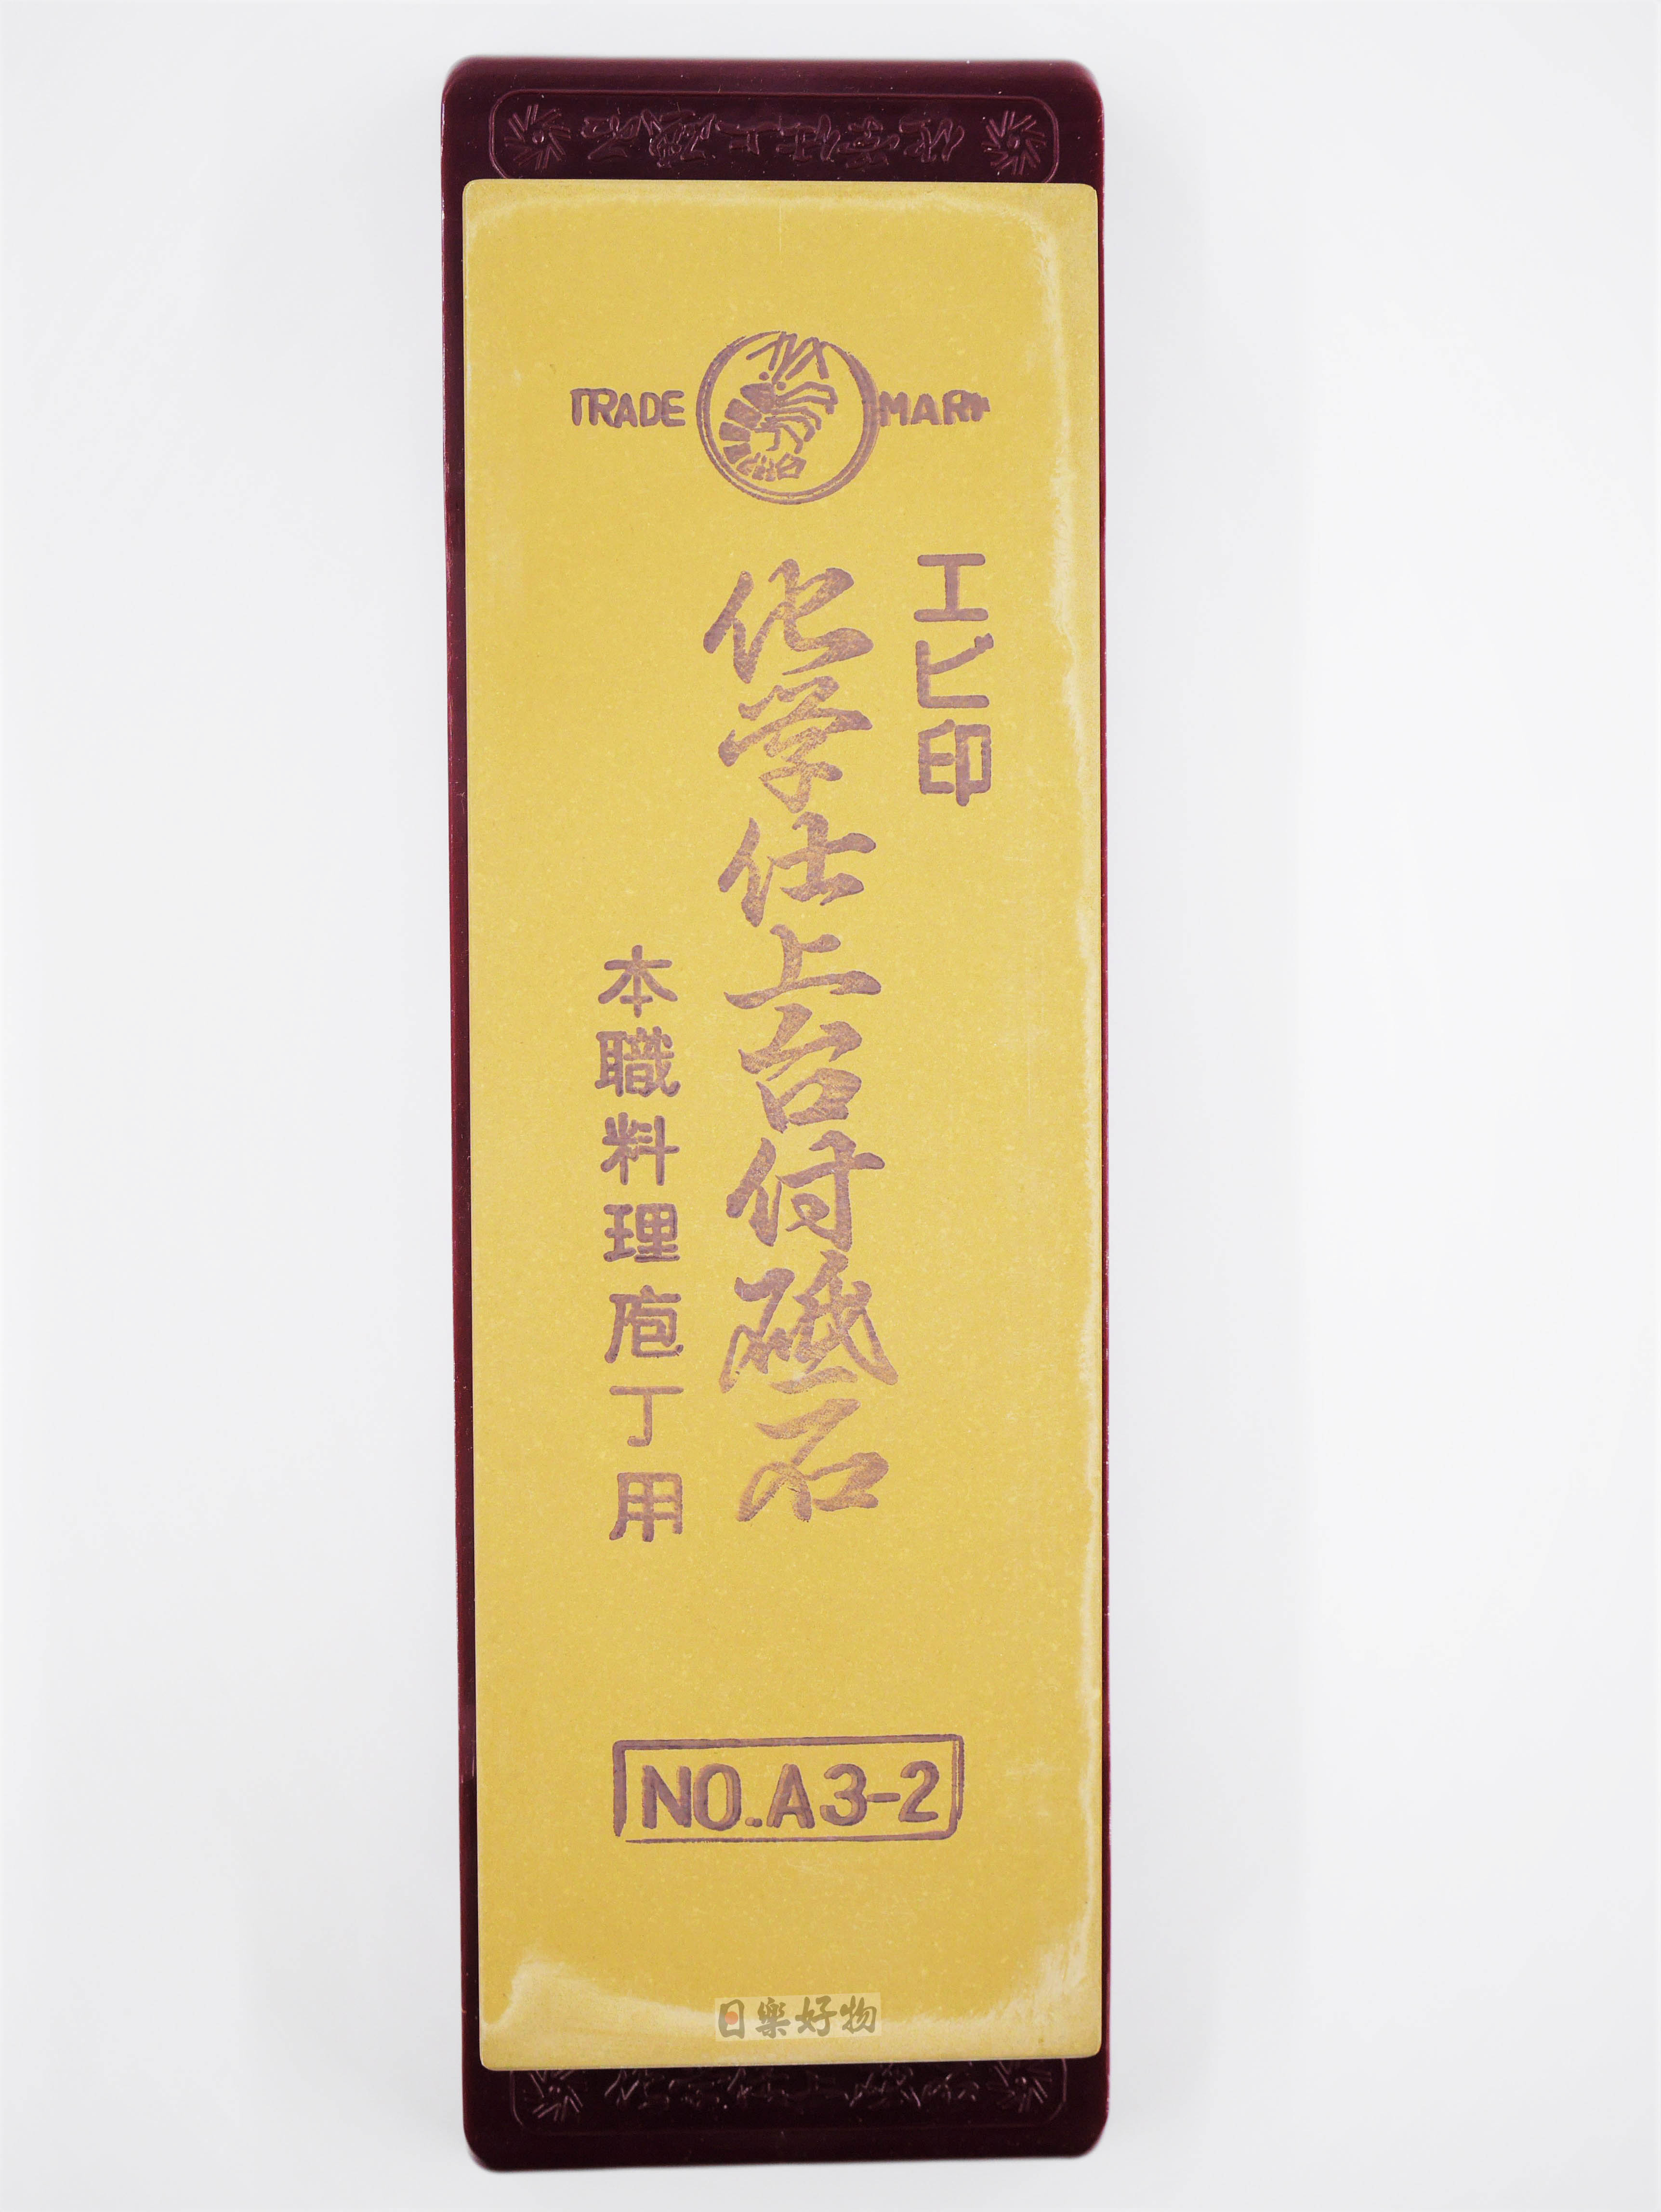 TRADE MARK
エビ印
化学仕上台付砥石
本職料理庖丁用
NO.A3-2
日樂好物